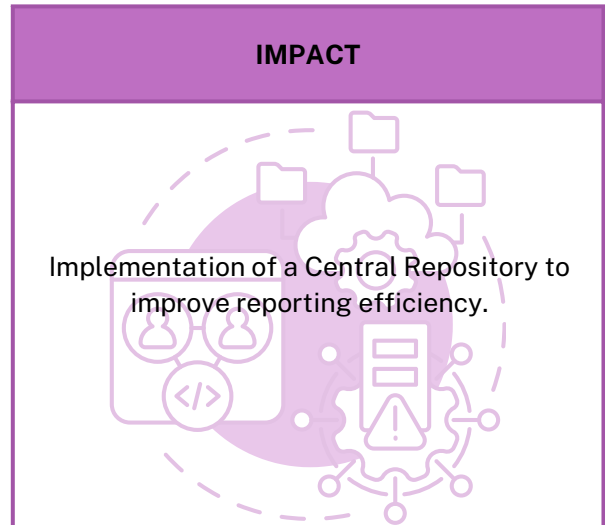 IMPACT
Implementation of a Central Repository to
improve reporting efficiency.
</>